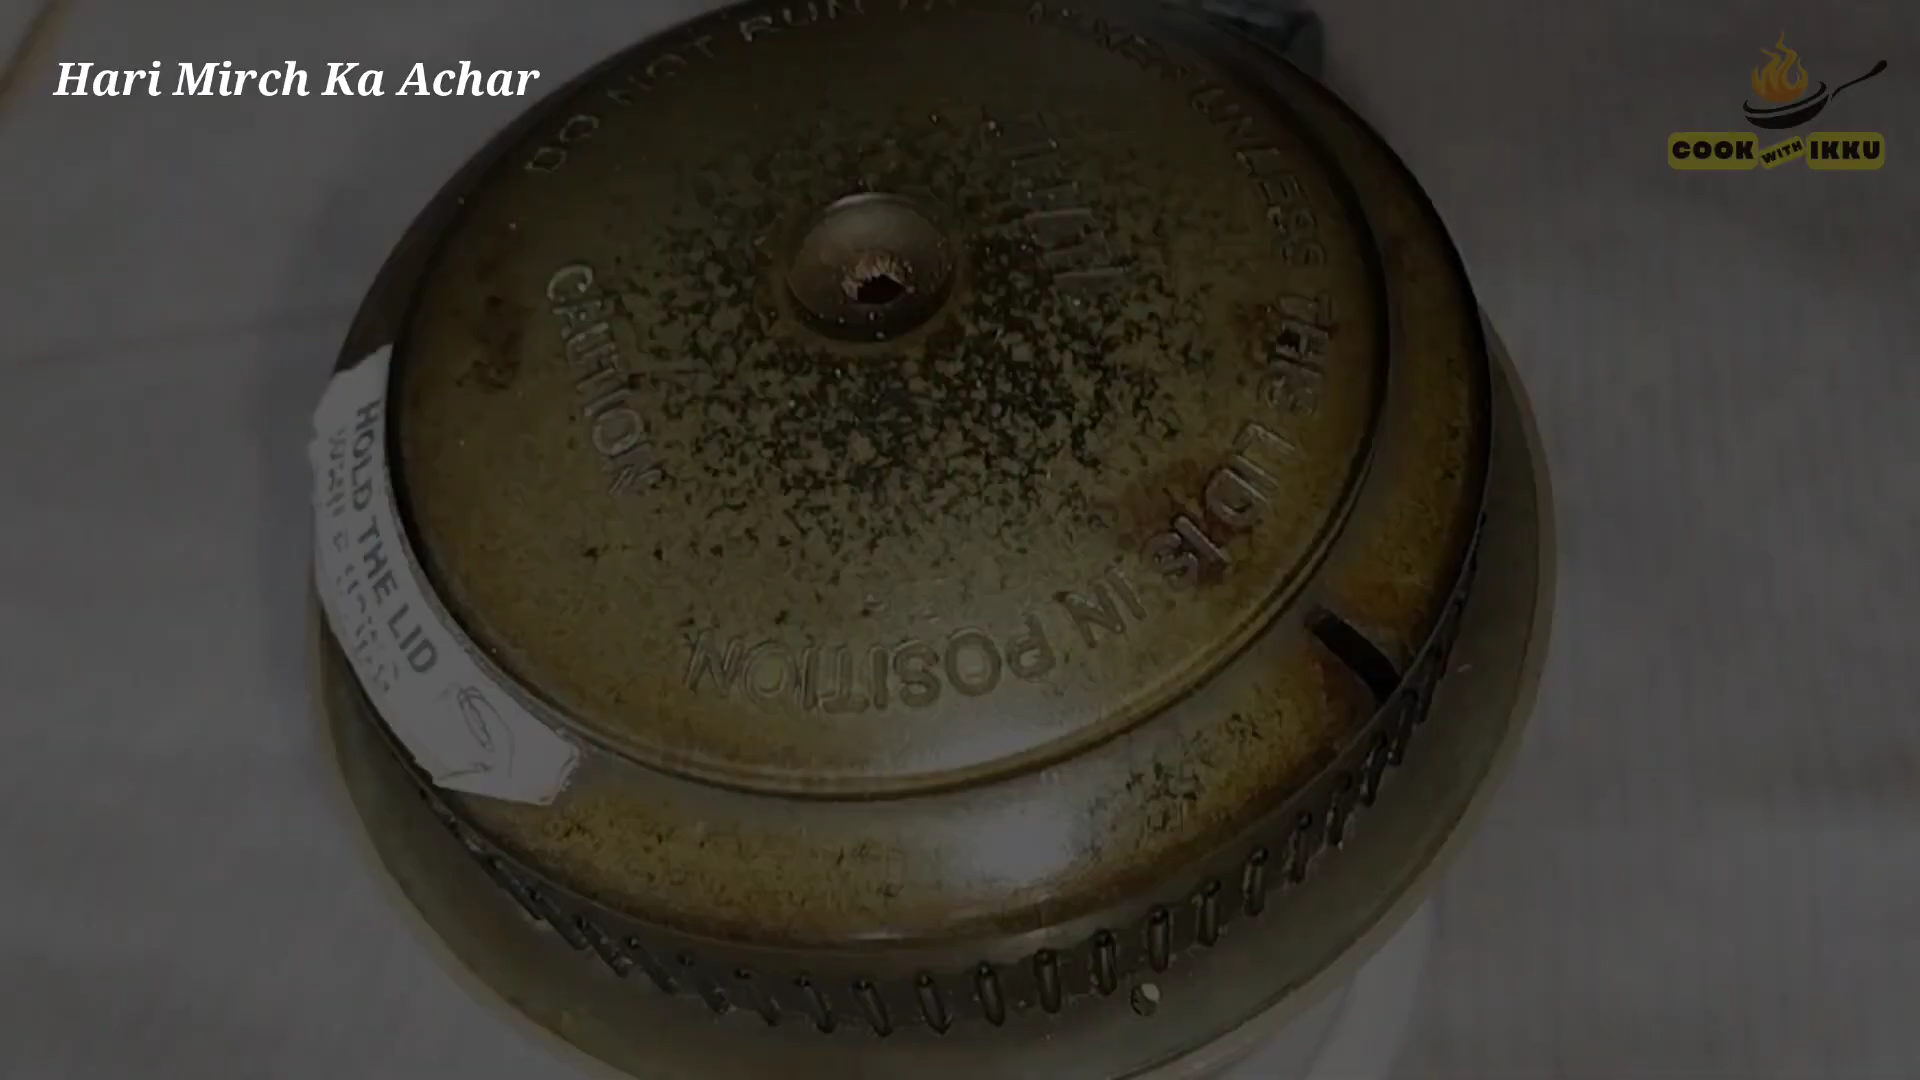 Hari Mirch Ka Achar
COOK WITH IKKU
DO NOT RUN
UNLESS THIS LID IS IN POSITION
CAUTION
HOLD THE LID